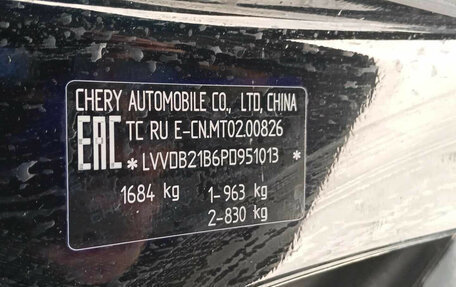 CHERY AUTOMOBILE CO., LTD, CHINA
EAC TC RU E-CN.MT02.00826
*LVVDB21B6PD951013*
1684 kg 1-963 kg
2-830 kg